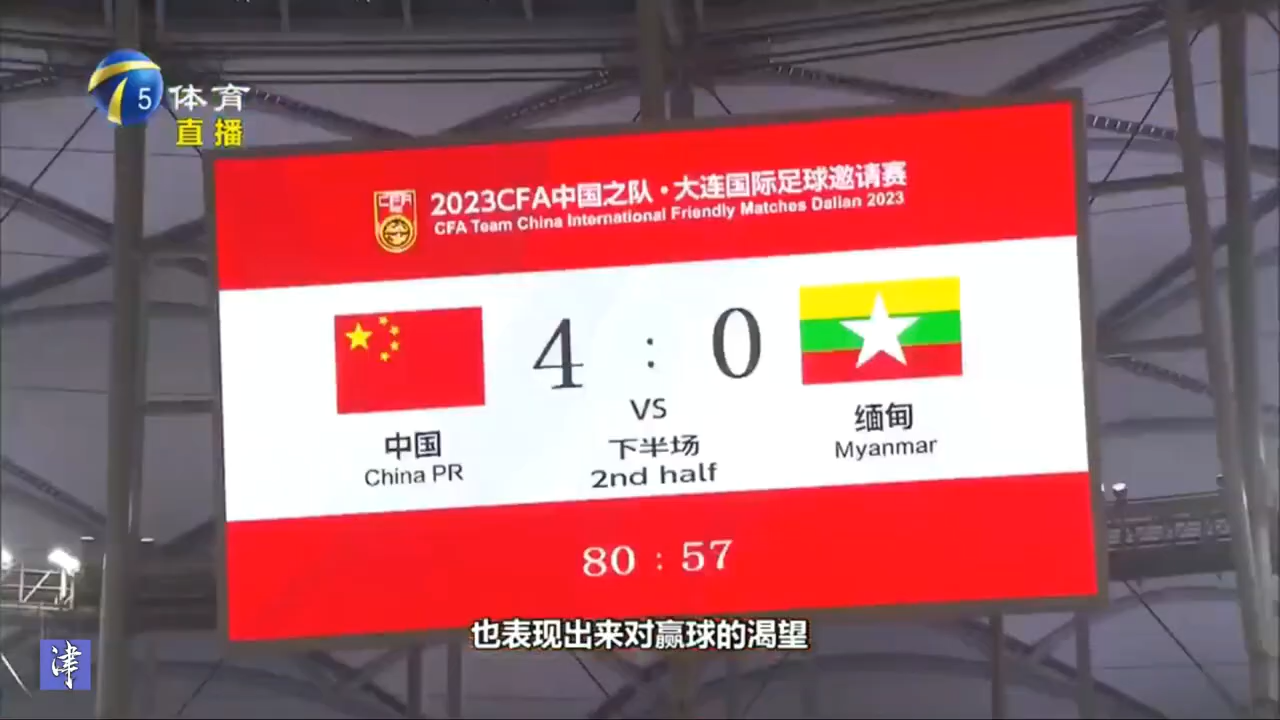 5 体育
直播
CFA
2023CFA中国之队·大连国际足球邀请赛
CFA Team China International Friendly Matches Dalian 2023
4 : 0
VS
中国
China PR
下半场
2nd half
缅甸
Myanmar
80 : 57
也表现出来对赢球的渴望
津